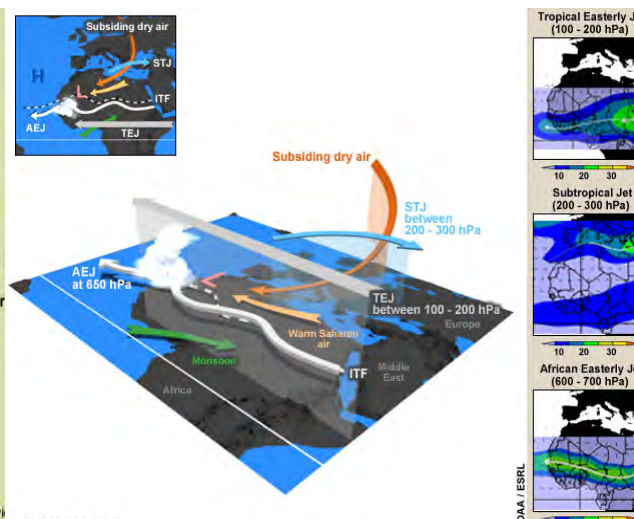 Subsiding dry air
STJ
H
L
ITF
AEJ
TEJ
Subsiding dry air
STJ
between
200 - 300 hPa
AEJ
at 650 hPa
L
TEJ
between 100 - 200 hPa
Europe
Warm Saharan
air
Monsoon
ITF
Middle
East
Africa
Tropical Easterly J
(100 - 200 hPa)
10 20 30
Subtropical Jet
(200 - 300 hPa)
10 20 30
African Easterly Je
(600 - 700 hPa)
OAA / ESRL